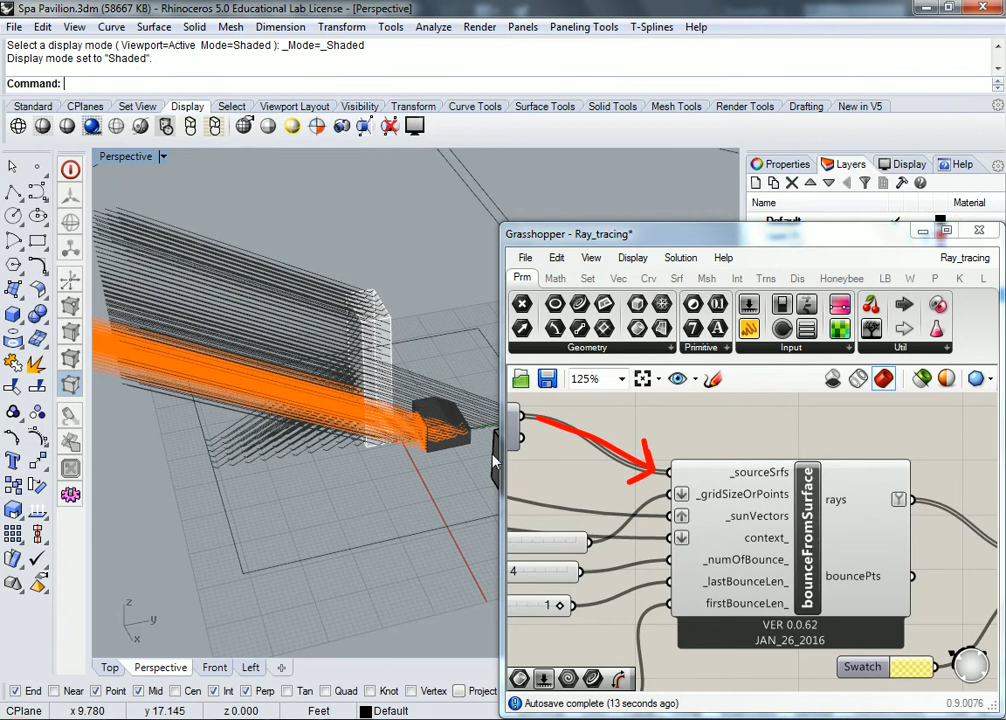 Spa Pavilion.3dm (58667 KB) - Rhinoceros 5.0 Educational Lab License - [Perspective]
File Edit View Curve Surface Solid Mesh Dimension Transform Tools Analyze Render Panels Paneling Tools T-Splines Help
Select a display mode ( Viewport=Active Mode=Shaded ): _Mode=_Shaded
Display mode set to "Shaded".
Command:
Standard CPlanes Set View Display Select Viewport Layout Visibility Transform Curve Tools Surface Tools Solid Tools Mesh Tools Render Tools Drafting New in V5
Perspective
Properties Layers Display Help
Name Material
Default
Grasshopper - Ray_tracing*
File Edit View Display Solution Help Ray_tracing
Prm Math Set Vec Crv Srf Msh Int Trns Dis Honeybee LB W P K L
Geometry Primitive Input Util
125%
_sourceSrfs
_gridSizeOrPoints
_sunVectors
context_
_numOfBounce_
_lastBounceLen_
firstBounceLen_
bounceFromSurface
rays
bouncePts
4
1
VER 0.0.62
JAN_26_2016
Swatch
z
y
x
Top Perspective Front Left
Autosave complete (13 seconds ago) 0.9.0076
End Near Point Mid Cen Int Perp Tan Quad Knot Vertex Project
CPlane x 9.780 y 17.145 z 0.000 Feet Default